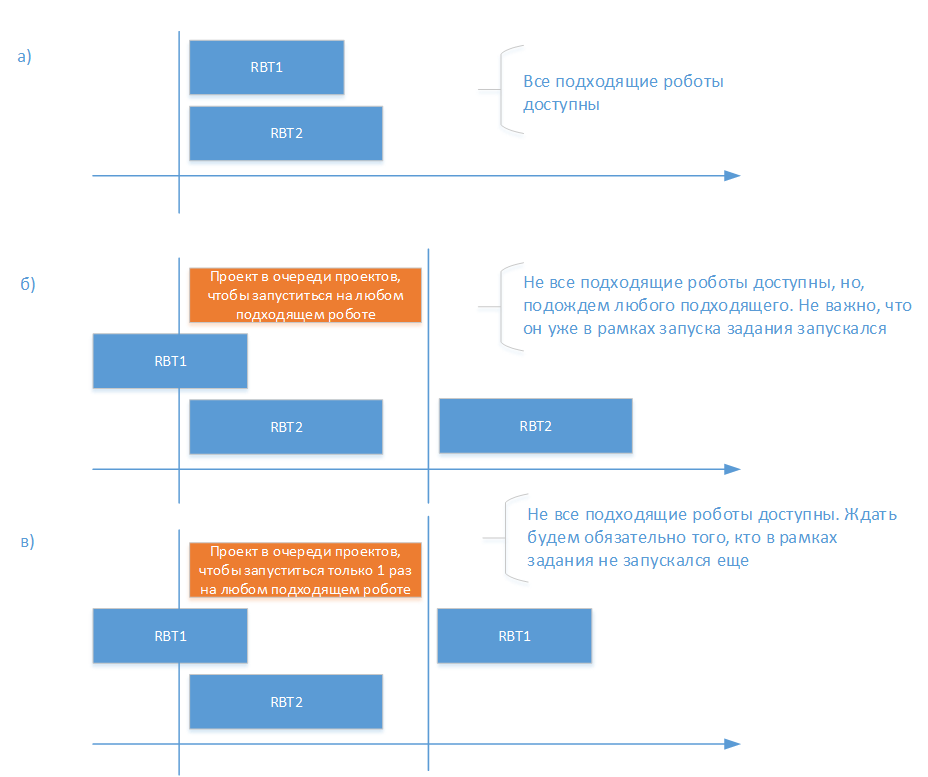 а)
RBT1
RBT2
Все подходящие роботы
доступны
б)
Проект в очереди проектов,
чтобы запуститься на любом
подходящем роботе
RBT1
RBT2
RBT2
Не все подходящие роботы доступны, но,
подождем любого подходящего. Не важно, что
он уже в рамках запуска задания запускался
в)
Проект в очереди проектов,
чтобы запуститься только 1 раз
на любом подходящем роботе
RBT1
RBT2
RBT1
Не все подходящие роботы доступны. Ждать
будем обязательно того, кто в рамках
задания не запускался еще